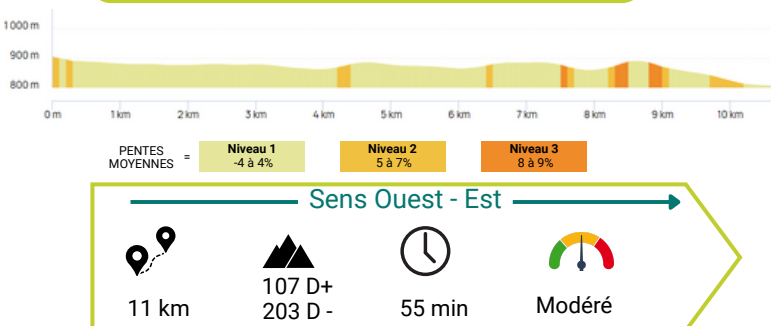 1 000 m
900 m
800 m
0 m 1 km 2 km 3 km 4 km 5 km 6 km 7 km 8 km 9 km 10 km
PENTES MOYENNES =
Niveau 1
-4 à 4%
Niveau 2
5 à 7%
Niveau 3
8 à 9%
Sens Ouest - Est
11 km
107 D+
203 D -
55 min
Modéré